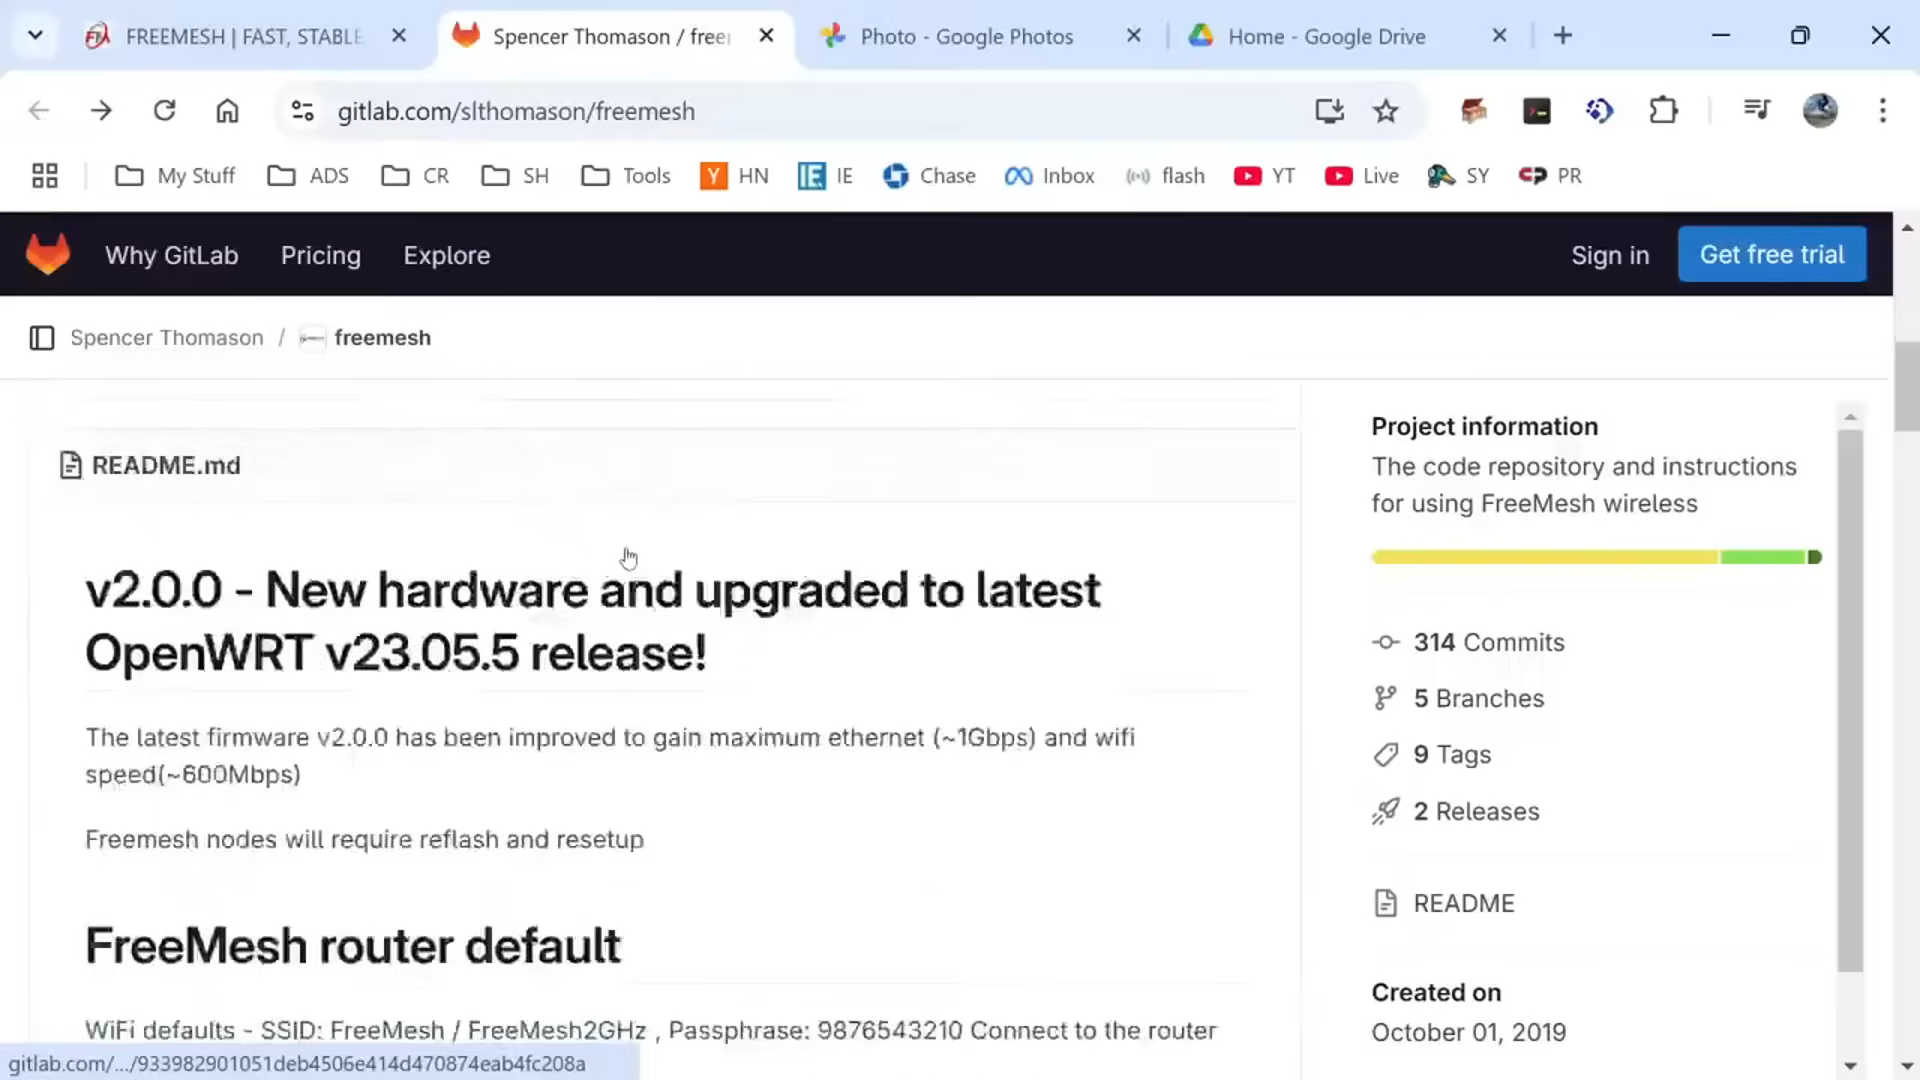 FREEMESH | FAST, STABLE
Spencer Thomason / free
Photo - Google Photos
Home - Google Drive
gitlab.com/slthomason/freemesh
My Stuff
ADS
CR
SH
Tools
HN
IE
Chase
Inbox
flash
YT
Live
SY
PR
Why GitLab
Pricing
Explore
Sign in
Get free trial
Spencer Thomason / freemesh
README.md
v2.0.0 - New hardware and upgraded to latest
OpenWRT v23.05.5 release!
The latest firmware v2.0.0 has been improved to gain maximum ethernet (~1Gbps) and wifi
speed(~600Mbps)
Freemesh nodes will require reflash and resetup
FreeMesh router default
WiFi defaults - SSID: FreeMesh / FreeMesh2GHz , Passphrase: 9876543210 Connect to the router
Project information
The code repository and instructions
for using FreeMesh wireless
314 Commits
5 Branches
9 Tags
2 Releases
README
Created on
October 01, 2019
gitlab.com/.../933982901051deb4506e414d470874eab4fc208a